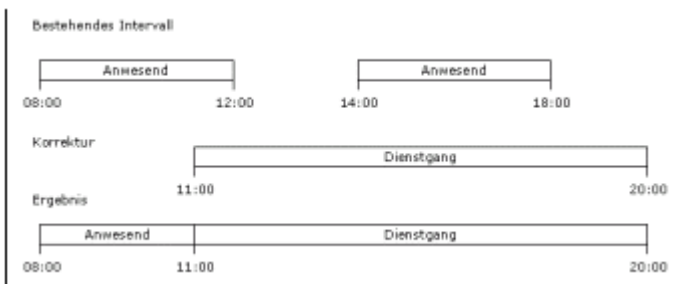 Bestehendes Intervall
Anwesend Anwesend
08:00 12:00 14:00 18:00
Korrektur
Dienstgang
11:00 20:00
Ergebnis
Anwesend Dienstgang
08:00 11:00 20:00